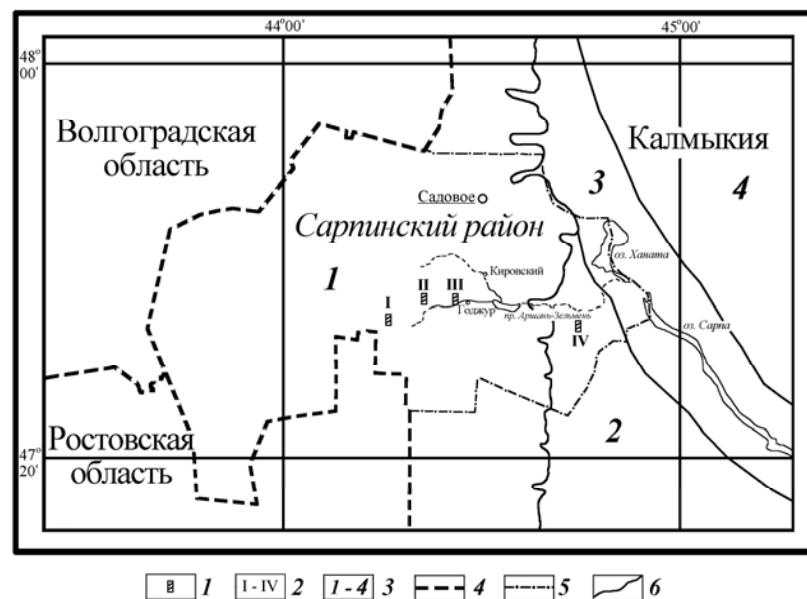 44°00'
45°00'
48°
00'
Волгоградская
область
Калмыкия
3
4
Садовое
Сарпинский район
оз. Ханата
1
Кировский
I
II
III
Годжур
пр. Аршань-Зельмень
IV
оз. Сарпа
2
Ростовская
область
47°
20'
1
I - IV 2
1-4 3
4
5
6